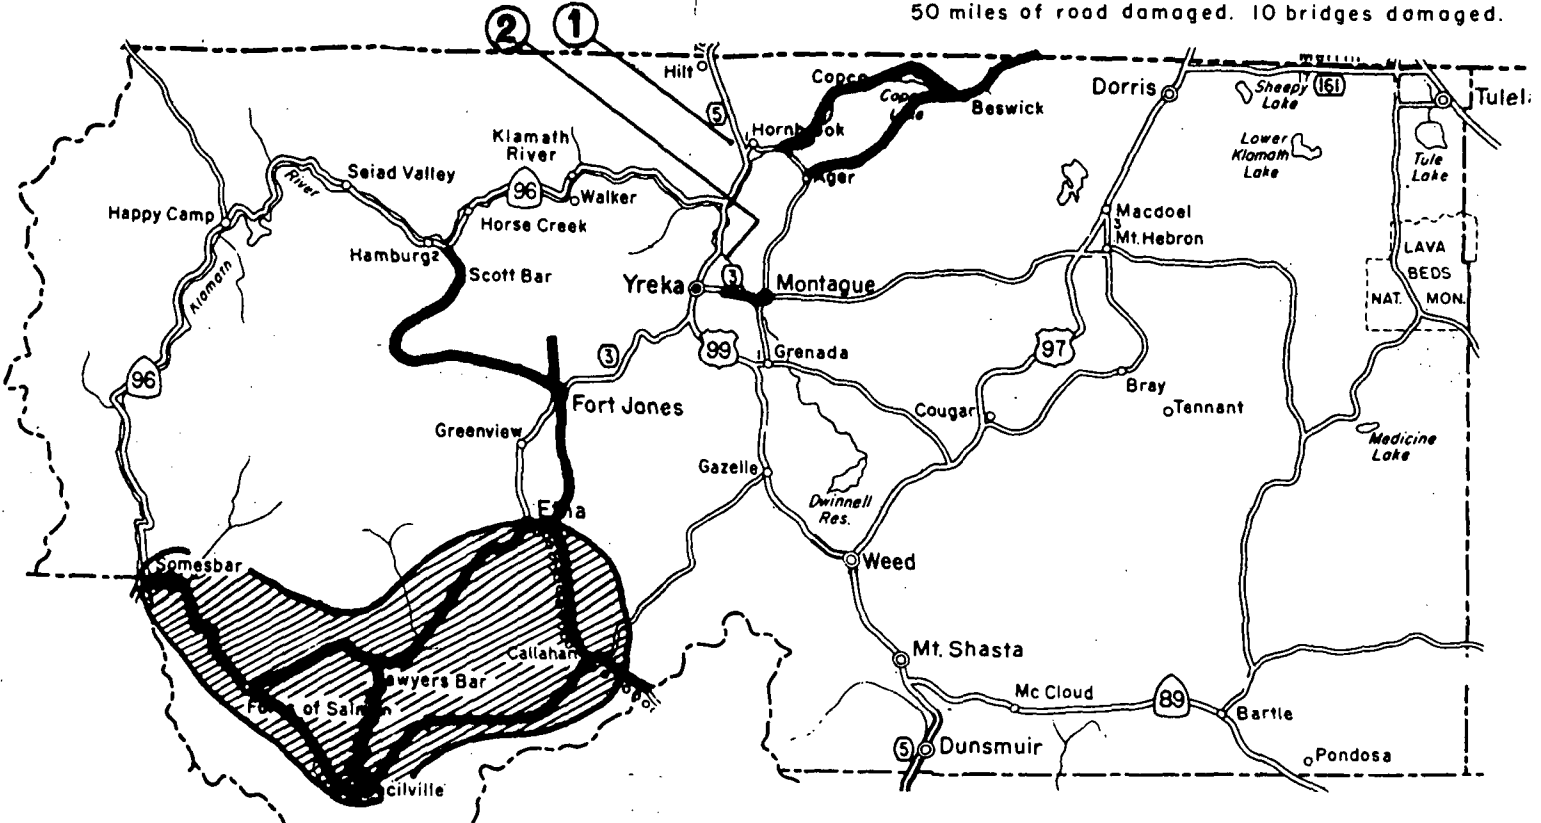 50 miles of road damaged. 10 bridges damaged.
2
1
Hilt
Copco
Dorris
Sheepy
Lake
161
Beswick
5
Hornbrook
Klamath
River
Lower
Klamath
Lake
Tule
Lake
Seiad Valley
River
96
Walker
Ager
Happy Camp
Horse Creek
Macdoel
3
Mt. Hebron
Hamburg
2
Scott Bar
LAVA
BEDS
NAT. MON.
Klamath
Yreka
3
Montague
99
Grenada
97
3
96
Bray
Fort Jones
Cougar
Tennant
Greenview
Medicine
Lake
Gazelle
Dwinnell
Res.
Etna
Weed
Somesbar
Callahan
Mt. Shasta
Mc Cloud
89
Bartle
of
5
Dunsmuir
Pondosa